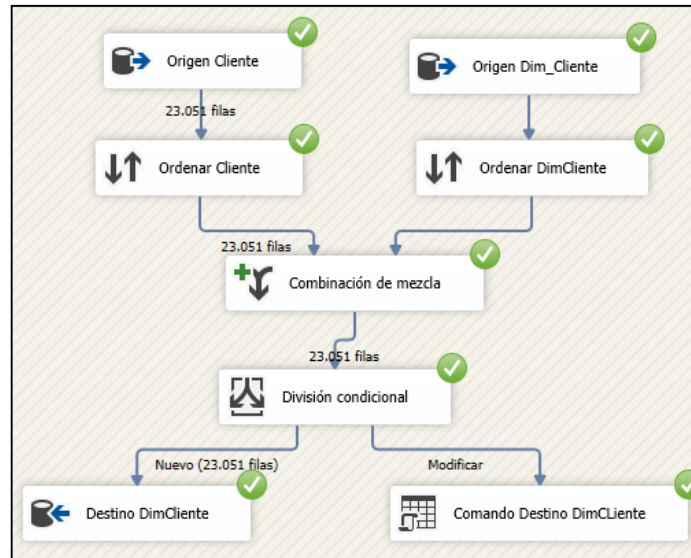 Origen Cliente
Origen Dim_Cliente
23.051 filas
Ordenar Cliente
Ordenar DimCliente
23.051 filas
Combinación de mezcla
23.051 filas
División condicional
Nuevo (23.051 filas)
Modificar
Destino DimCliente
Comando Destino DimCLiente